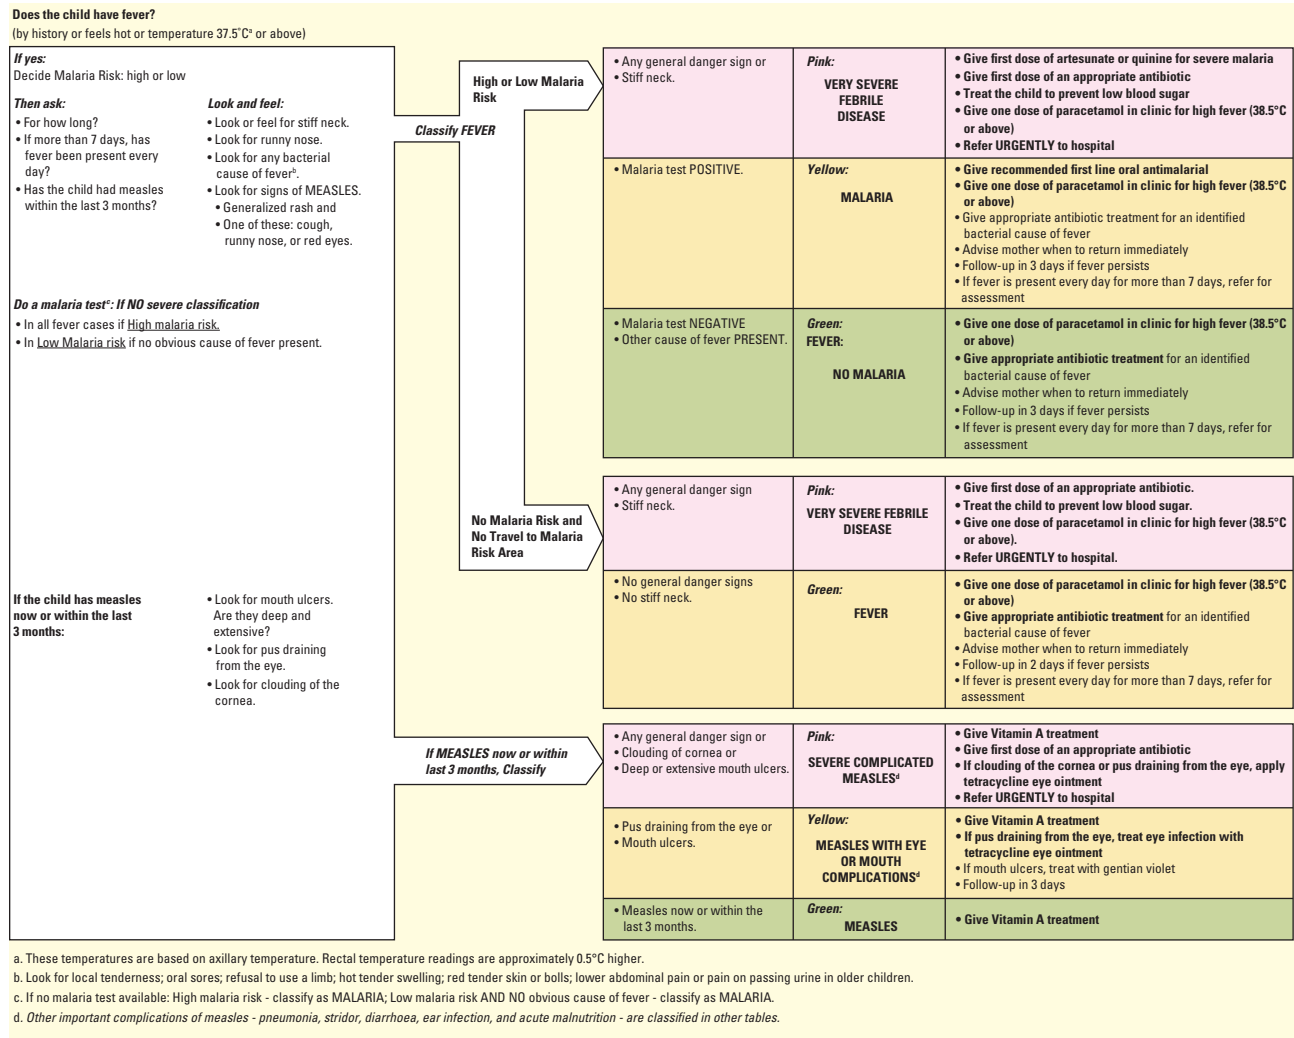 Does the child have fever?
(by history or feels hot or temperature 37.5˚Cᵃ or above)
If yes:
Decide Malaria Risk: high or low
Then ask:
• For how long?
• If more than 7 days, has
fever been present every
day?
• Has the child had measles
within the last 3 months?
Look and feel:
• Look or feel for stiff neck.
• Look for runny nose.
• Look for any bacterial
cause of feverᵇ.
• Look for signs of MEASLES.
• Generalized rash and
• One of these: cough,
runny nose, or red eyes.
Do a malaria testᶜ: If NO severe classification
• In all fever cases if High malaria risk.
• In Low Malaria risk if no obvious cause of fever present.
If the child has measles
now or within the last
3 months:
• Look for mouth ulcers.
Are they deep and
extensive?
• Look for pus draining
from the eye.
• Look for clouding of the
cornea.
Classify FEVER
High or Low Malaria
Risk
• Any general danger sign or
• Stiff neck.
Pink:
VERY SEVERE
FEBRILE
DISEASE
• Give first dose of artesunate or quinine for severe malaria
• Give first dose of an appropriate antibiotic
• Treat the child to prevent low blood sugar
• Give one dose of paracetamol in clinic for high fever (38.5°C
or above)
• Refer URGENTLY to hospital
• Malaria test POSITIVE.
Yellow:
MALARIA
• Give recommended first line oral antimalarial
• Give one dose of paracetamol in clinic for high fever (38.5°C
or above)
• Give appropriate antibiotic treatment for an identified
bacterial cause of fever
• Advise mother when to return immediately
• Follow-up in 3 days if fever persists
• If fever is present every day for more than 7 days, refer for
assessment
• Malaria test NEGATIVE
• Other cause of fever PRESENT.
Green:
FEVER:
NO MALARIA
• Give one dose of paracetamol in clinic for high fever (38.5°C
or above)
• Give appropriate antibiotic treatment for an identified
bacterial cause of fever
• Advise mother when to return immediately
• Follow-up in 3 days if fever persists
• If fever is present every day for more than 7 days, refer for
assessment
No Malaria Risk and
No Travel to Malaria
Risk Area
• Any general danger sign
• Stiff neck.
Pink:
VERY SEVERE FEBRILE
DISEASE
• Give first dose of an appropriate antibiotic.
• Treat the child to prevent low blood sugar.
• Give one dose of paracetamol in clinic for high fever (38.5°C
or above).
• Refer URGENTLY to hospital.
• No general danger signs
• No stiff neck.
Green:
FEVER
• Give one dose of paracetamol in clinic for high fever (38.5°C
or above)
• Give appropriate antibiotic treatment for an identified
bacterial cause of fever
• Advise mother when to return immediately
• Follow-up in 2 days if fever persists
• If fever is present every day for more than 7 days, refer for
assessment
If MEASLES now or within
last 3 months, Classify
• Any general danger sign or
• Clouding of cornea or
• Deep or extensive mouth ulcers.
Pink:
SEVERE COMPLICATED
MEASLESᵈ
• Give Vitamin A treatment
• Give first dose of an appropriate antibiotic
• If clouding of the cornea or pus draining from the eye, apply
tetracycline eye ointment
• Refer URGENTLY to hospital
• Pus draining from the eye or
• Mouth ulcers.
Yellow:
MEASLES WITH EYE
OR MOUTH
COMPLICATIONSᵈ
• Give Vitamin A treatment
• If pus draining from the eye, treat eye infection with
tetracycline eye ointment
• If mouth ulcers, treat with gentian violet
• Follow-up in 3 days
• Measles now or within the
last 3 months.
Green:
MEASLES
• Give Vitamin A treatment
a. These temperatures are based on axillary temperature. Rectal temperature readings are approximately 0.5°C higher.
b. Look for local tenderness; oral sores; refusal to use a limb; hot tender swelling; red tender skin or bolls; lower abdominal pain or pain on passing urine in older children.
c. If no malaria test available: High malaria risk - classify as MALARIA; Low malaria risk AND NO obvious cause of fever - classify as MALARIA.
d. Other important complications of measles - pneumonia, stridor, diarrhoea, ear infection, and acute malnutrition - are classified in other tables.